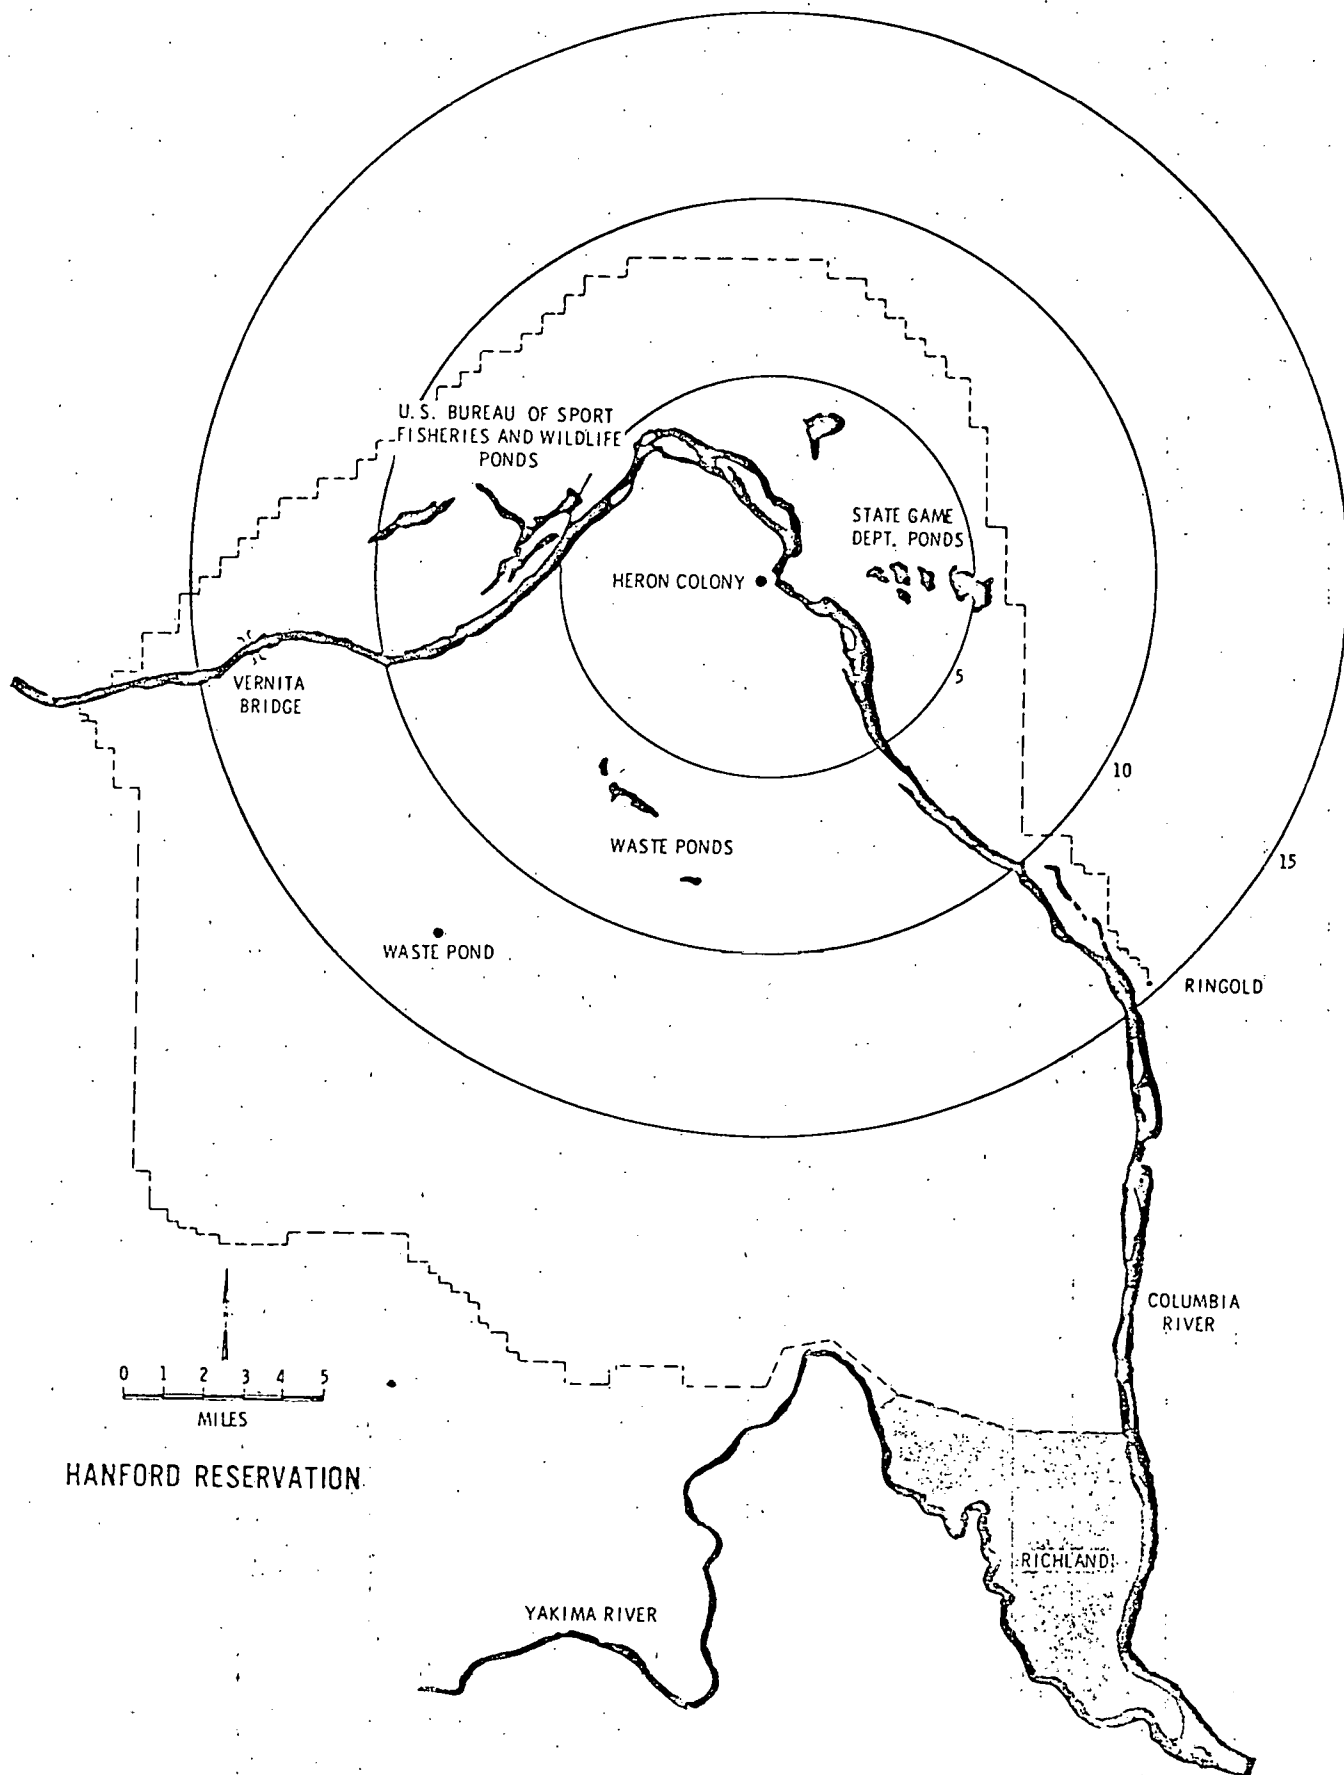 U.S. BUREAU OF SPORT
FISHERIES AND WILDLIFE
PONDS
STATE GAME
DEPT. PONDS
HERON COLONY
5
VERNITA
BRIDGE
10
WASTE PONDS
15
WASTE POND
RINGOLD
COLUMBIA
RIVER
0 1 2 3 4 5
MILES
HANFORD RESERVATION
RICHLAND
YAKIMA RIVER